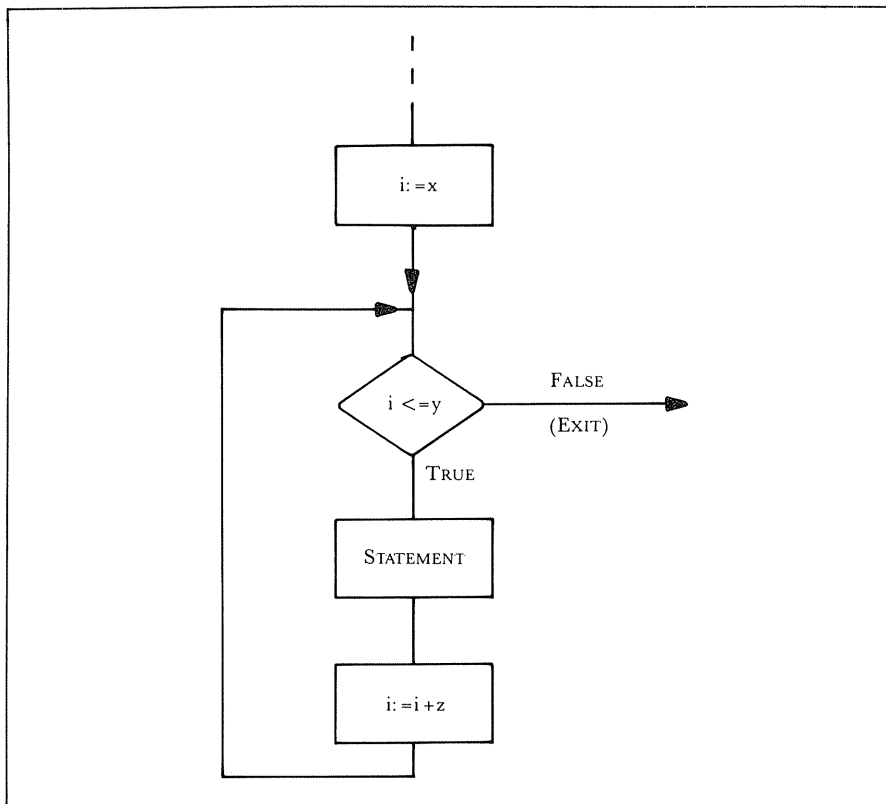 i:=x
i <=y
FALSE
(EXIT)
TRUE
STATEMENT
i:=i+z